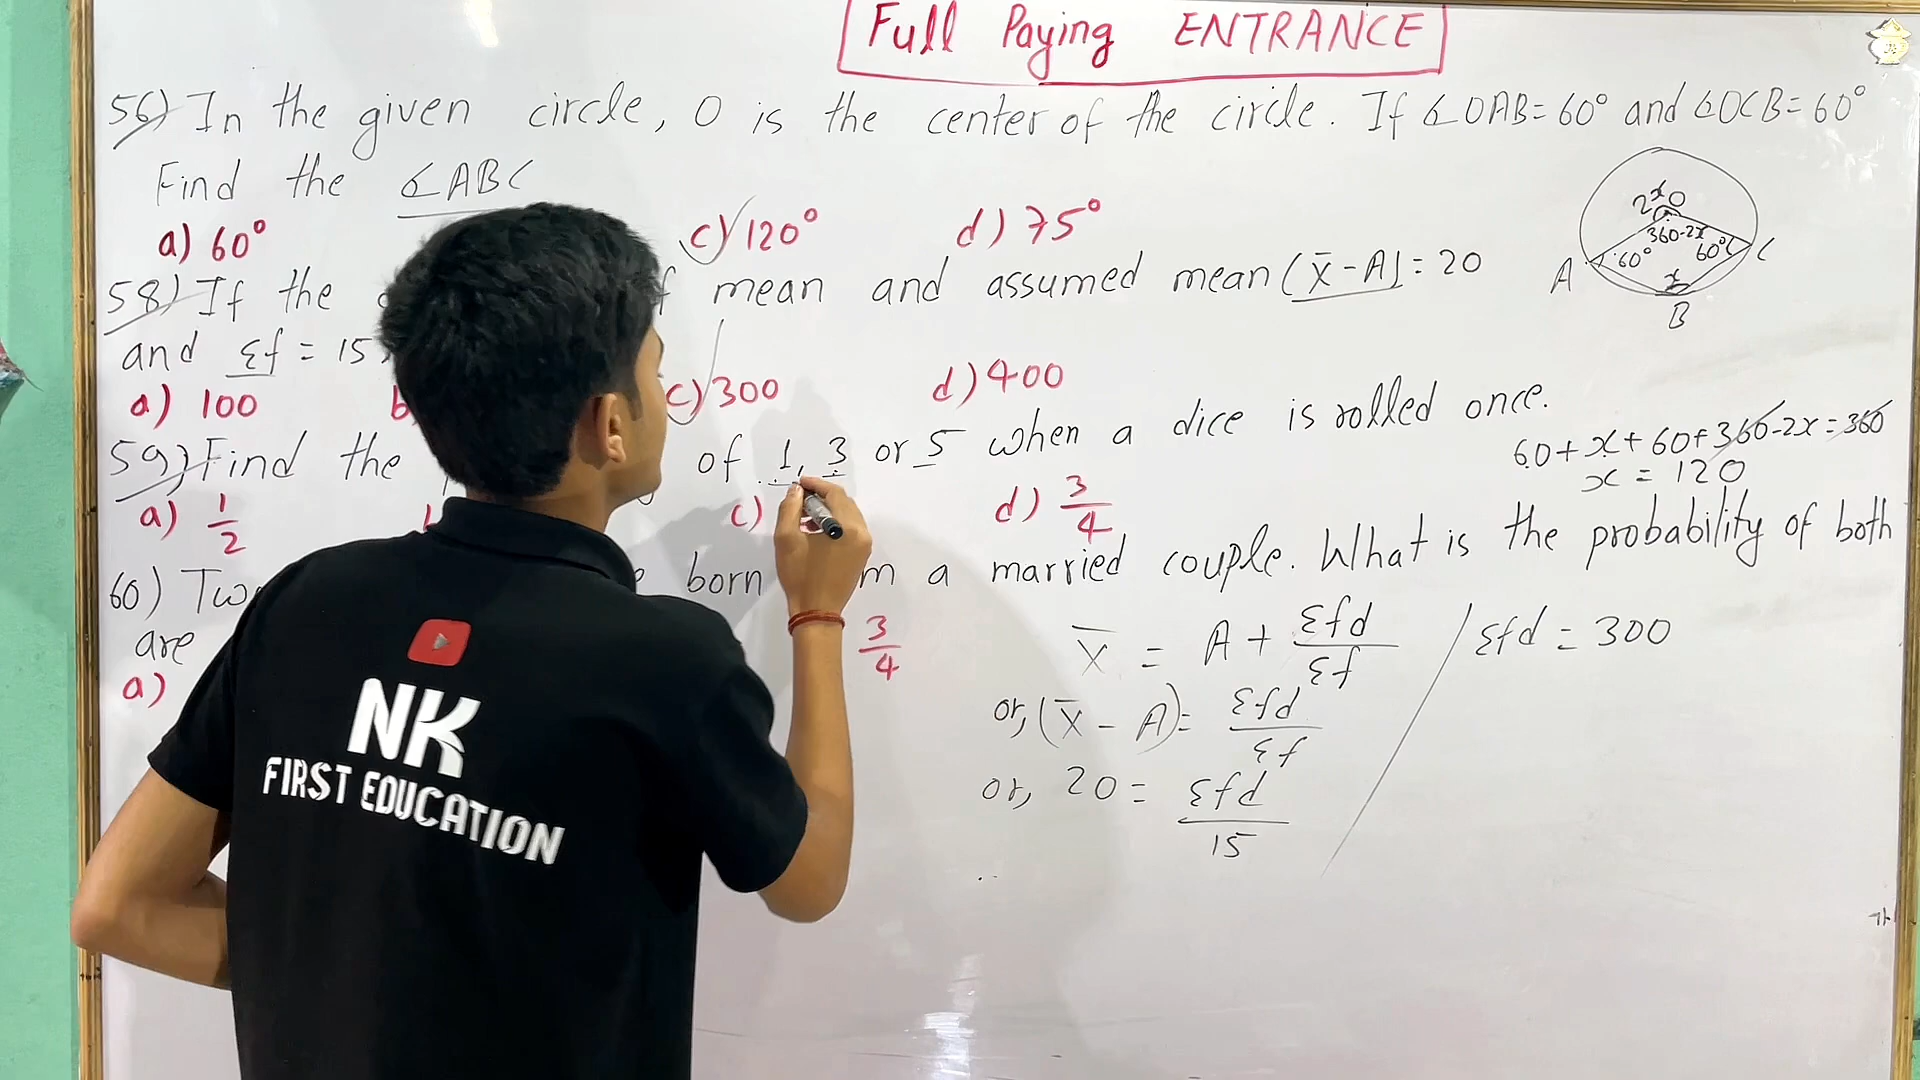 Full Paying ENTRANCE
56) In the given circle, O is the center of the circle. If ∡OAB = 60° and ∡OCB = 60°
Find the ∡ABC
a) 60° c) 120° d) 75°
2x O
360-2x
60° 60°
x
A B C
58) If the mean and assumed mean (x̄ - A) = 20
and Σf = 15
a) 100 c) 300 d) 400
59) Find the of 1, 3 or 5 when a dice is rolled once.
a) 1/2 c) d) 3/4
60 + x + 60 + 360 - 2x = 360
x = 120
60) Two born a married couple. What is the probability of both
are
a) 3/4
x̄ = A + Σfd/Σf
or, (x̄ - A) = Σfd/Σf
or, 20 = Σfd/15
Σfd = 300
NK
FIRST EDUCATION